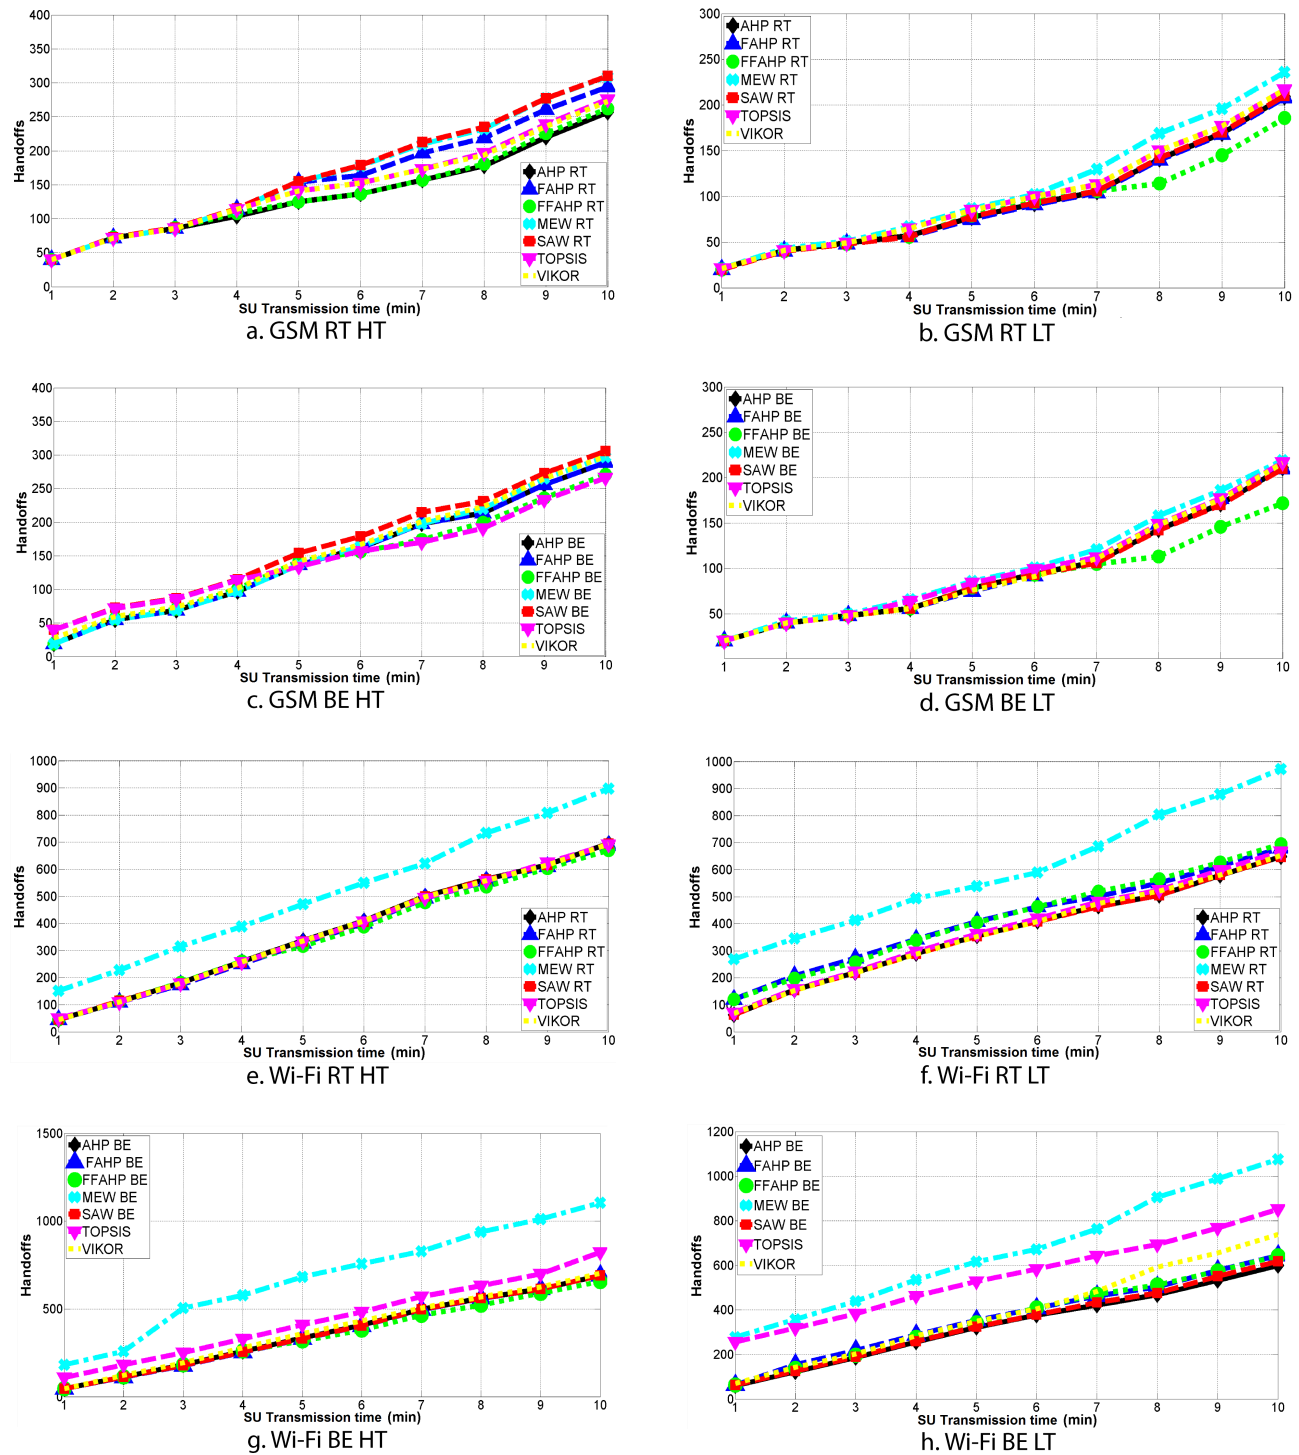 400
350
300
250
200
150
100
50
0
Handoffs
AHP RT
FAHP RT
FFAHP RT
MEW RT
SAW RT
TOPSIS
VIKOR
1 2 3 4 5 6 7 8 9 10
SU Transmission time (min)
a. GSM RT HT
300
250
200
150
100
50
0
Handoffs
AHP RT
FAHP RT
FFAHP RT
MEW RT
SAW RT
TOPSIS
VIKOR
1 2 3 4 5 6 7 8 9 10
SU Transmission time (min)
b. GSM RT LT
400
350
300
250
200
150
100
50
0
Handoffs
AHP BE
FAHP BE
FFAHP BE
MEW BE
SAW BE
TOPSIS
VIKOR
1 2 3 4 5 6 7 8 9 10
SU Transmission time (min)
c. GSM BE HT
300
250
200
150
100
50
Handoffs
AHP BE
FAHP BE
FFAHP BE
MEW BE
SAW BE
TOPSIS
VIKOR
1 2 3 4 5 6 7 8 9 10
SU Transmission time (min)
d. GSM BE LT
1000
900
800
700
600
500
400
300
200
100
0
Handoffs
AHP RT
FAHP RT
FFAHP RT
MEW RT
SAW RT
TOPSIS
VIKOR
1 2 3 4 5 6 7 8 9 10
SU Transmission time (min)
e. Wi-Fi RT HT
1000
900
800
700
600
500
400
300
200
100
0
Handoffs
AHP RT
FAHP RT
FFAHP RT
MEW RT
SAW RT
TOPSIS
VIKOR
1 2 3 4 5 6 7 8 9 10
SU Transmission time (min)
f. Wi-Fi RT LT
1500
1000
500
0
Handoffs
AHP BE
FAHP BE
FFAHP BE
MEW BE
SAW BE
TOPSIS
VIKOR
1 2 3 4 5 6 7 8 9 10
SU Transmission time (min)
g. Wi-Fi BE HT
1200
1000
800
600
400
200
0
Handoffs
AHP BE
FAHP BE
FFAHP BE
MEW BE
SAW BE
TOPSIS
VIKOR
1 2 3 4 5 6 7 8 9 10
SU Transmission time (min)
h. Wi-Fi BE LT